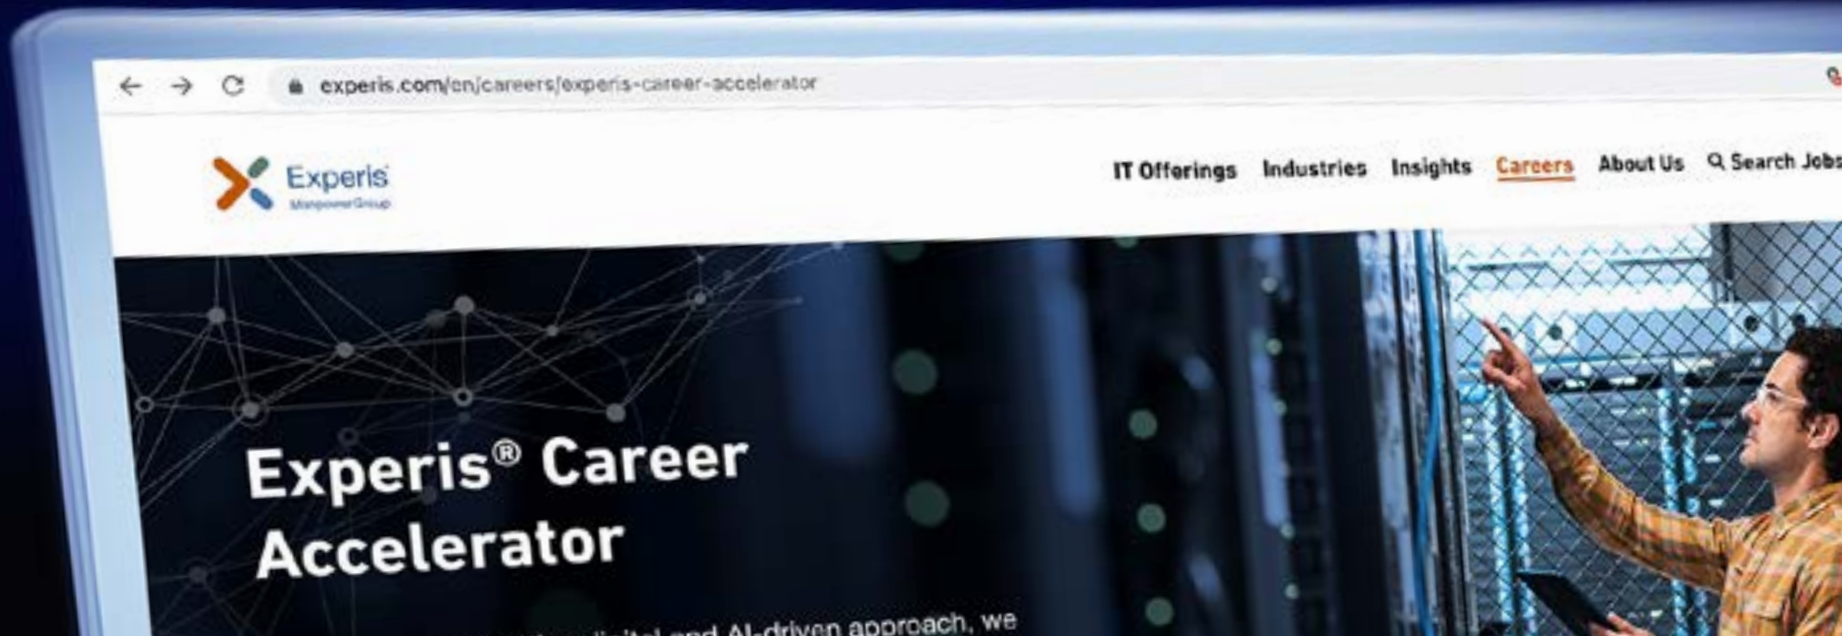 experis.com/en/careers/experis-career-accelerator
Experis
ManpowerGroup
IT Offerings Industries Insights Careers About Us Search Jobs
Experis® Career
Accelerator
digital and AI-driven approach, we